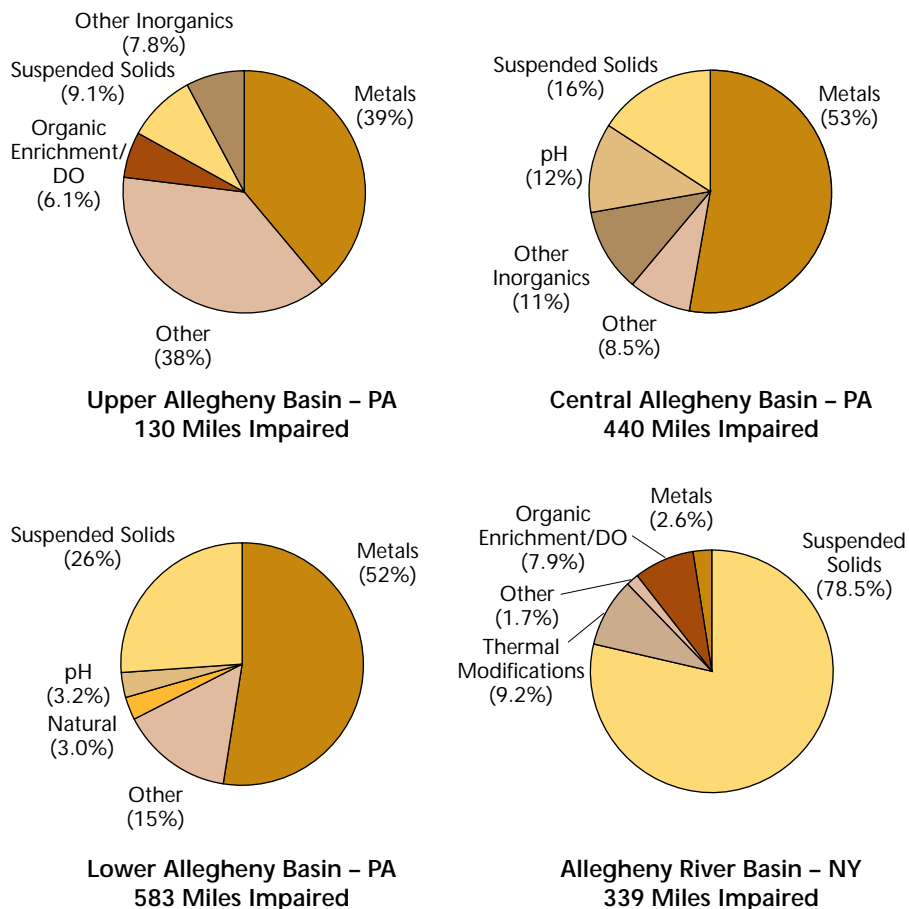 Other Inorganics
(7.8%)
Suspended Solids
(9.1%)
Organic
Enrichment/
DO
(6.1%)
Metals
(39%)
Other
(38%)
Upper Allegheny Basin – PA
130 Miles Impaired
Suspended Solids
(16%)
Metals
(53%)
pH
(12%)
Other
Inorganics
(11%)
Other
(8.5%)
Central Allegheny Basin – PA
440 Miles Impaired
Suspended Solids
(26%)
Metals
(52%)
pH
(3.2%)
Natural
(3.0%)
Other
(15%)
Lower Allegheny Basin – PA
583 Miles Impaired
Metals
(2.6%)
Organic
Enrichment/DO
(7.9%)
Suspended
Solids
(78.5%)
Other
(1.7%)
Thermal
Modifications
(9.2%)
Allegheny River Basin – NY
339 Miles Impaired